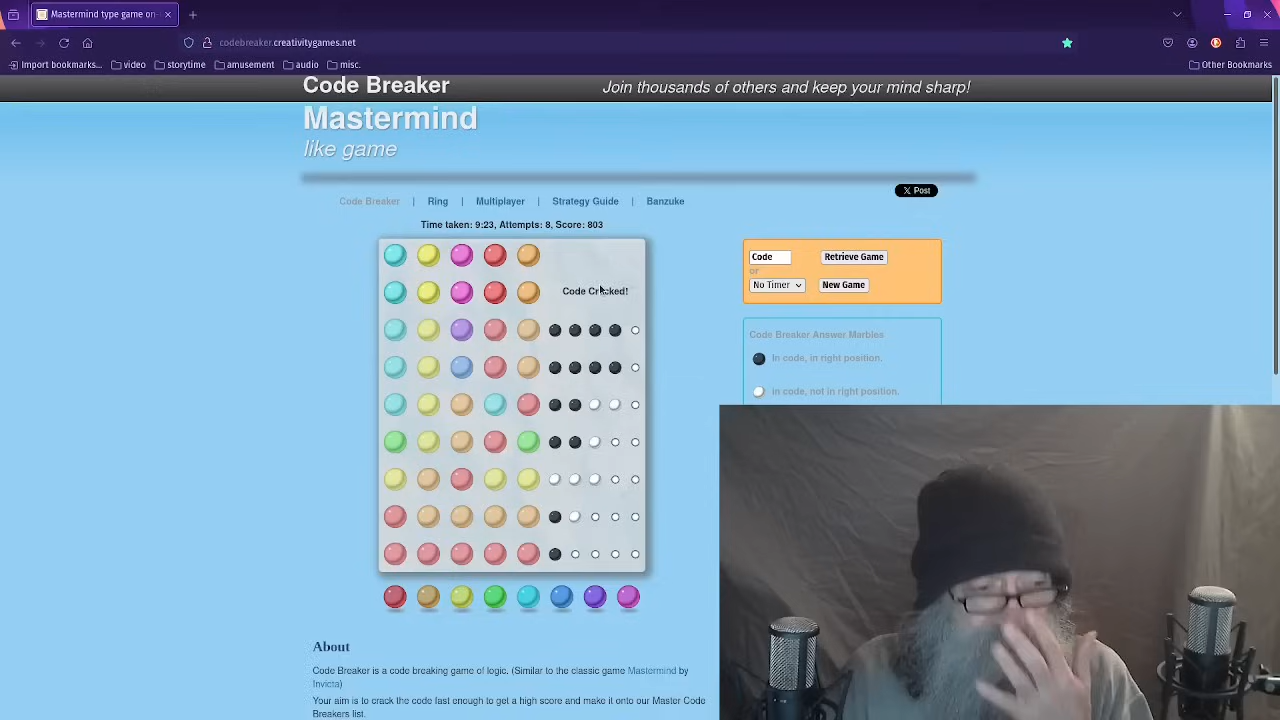 Mastermind type game on
codebreaker.creativitygames.net
Import bookmarks... video storytime amusement audio misc. Other Bookmarks
Code Breaker
Join thousands of others and keep your mind sharp!
Mastermind
like game
X Post
Code Breaker | Ring | Multiplayer | Strategy Guide | Banzuke
Time taken: 9:23, Attempts: 8, Score: 803
Code Cracked!
Code Retrieve Game
or
No Timer New Game
Code Breaker Answer Marbles
In code, in right position.
In code, not in right position.
About
Code Breaker is a code breaking game of logic. (Similar to the classic game Mastermind by
Invicta)
Your aim is to crack the code fast enough to get a high score and make it onto our Master Code
Breakers list.